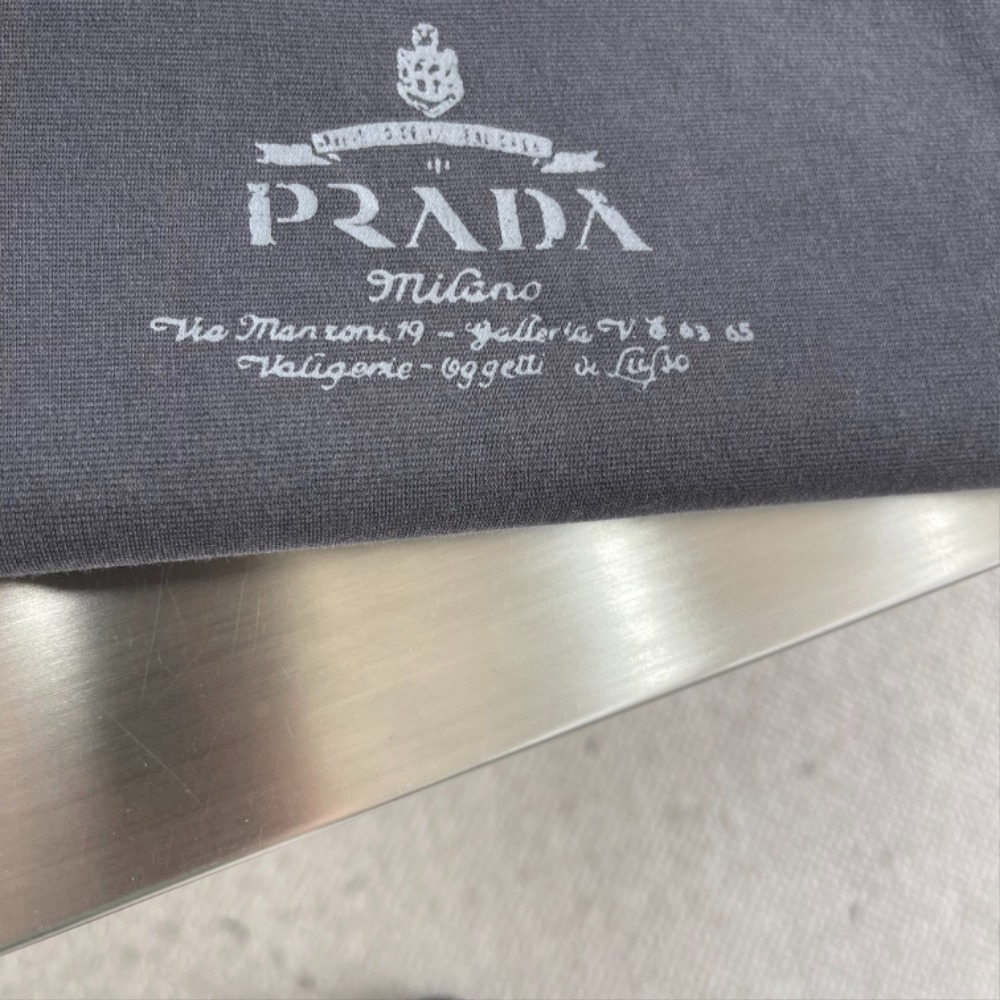 PRADA
Milano
Via Manzoni, 19 - Galleria V E 63 65
Valigerie - Oggetti di Lusso